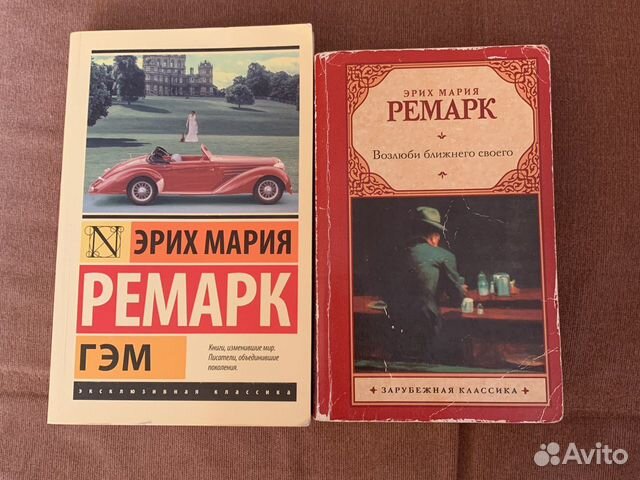 N
ЭРИХ МАРИЯ
РЕМАРК
ГЭМ
Книги, изменившие мир.
Писатели, объединившие
поколения.
эксклюзивная классика
ЭРИХ МАРИЯ
РЕМАРК
Возлюби ближнего своего
ЗАРУБЕЖНАЯ КЛАССИКА
Avito